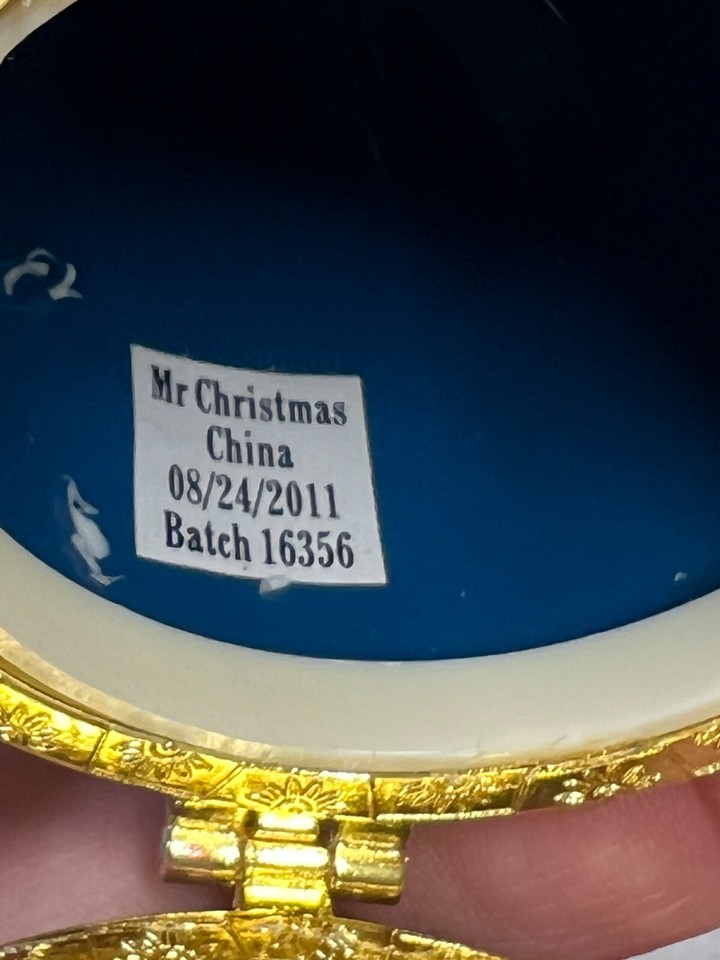 Mr Christmas
China
08/24/2011
Batch 16356